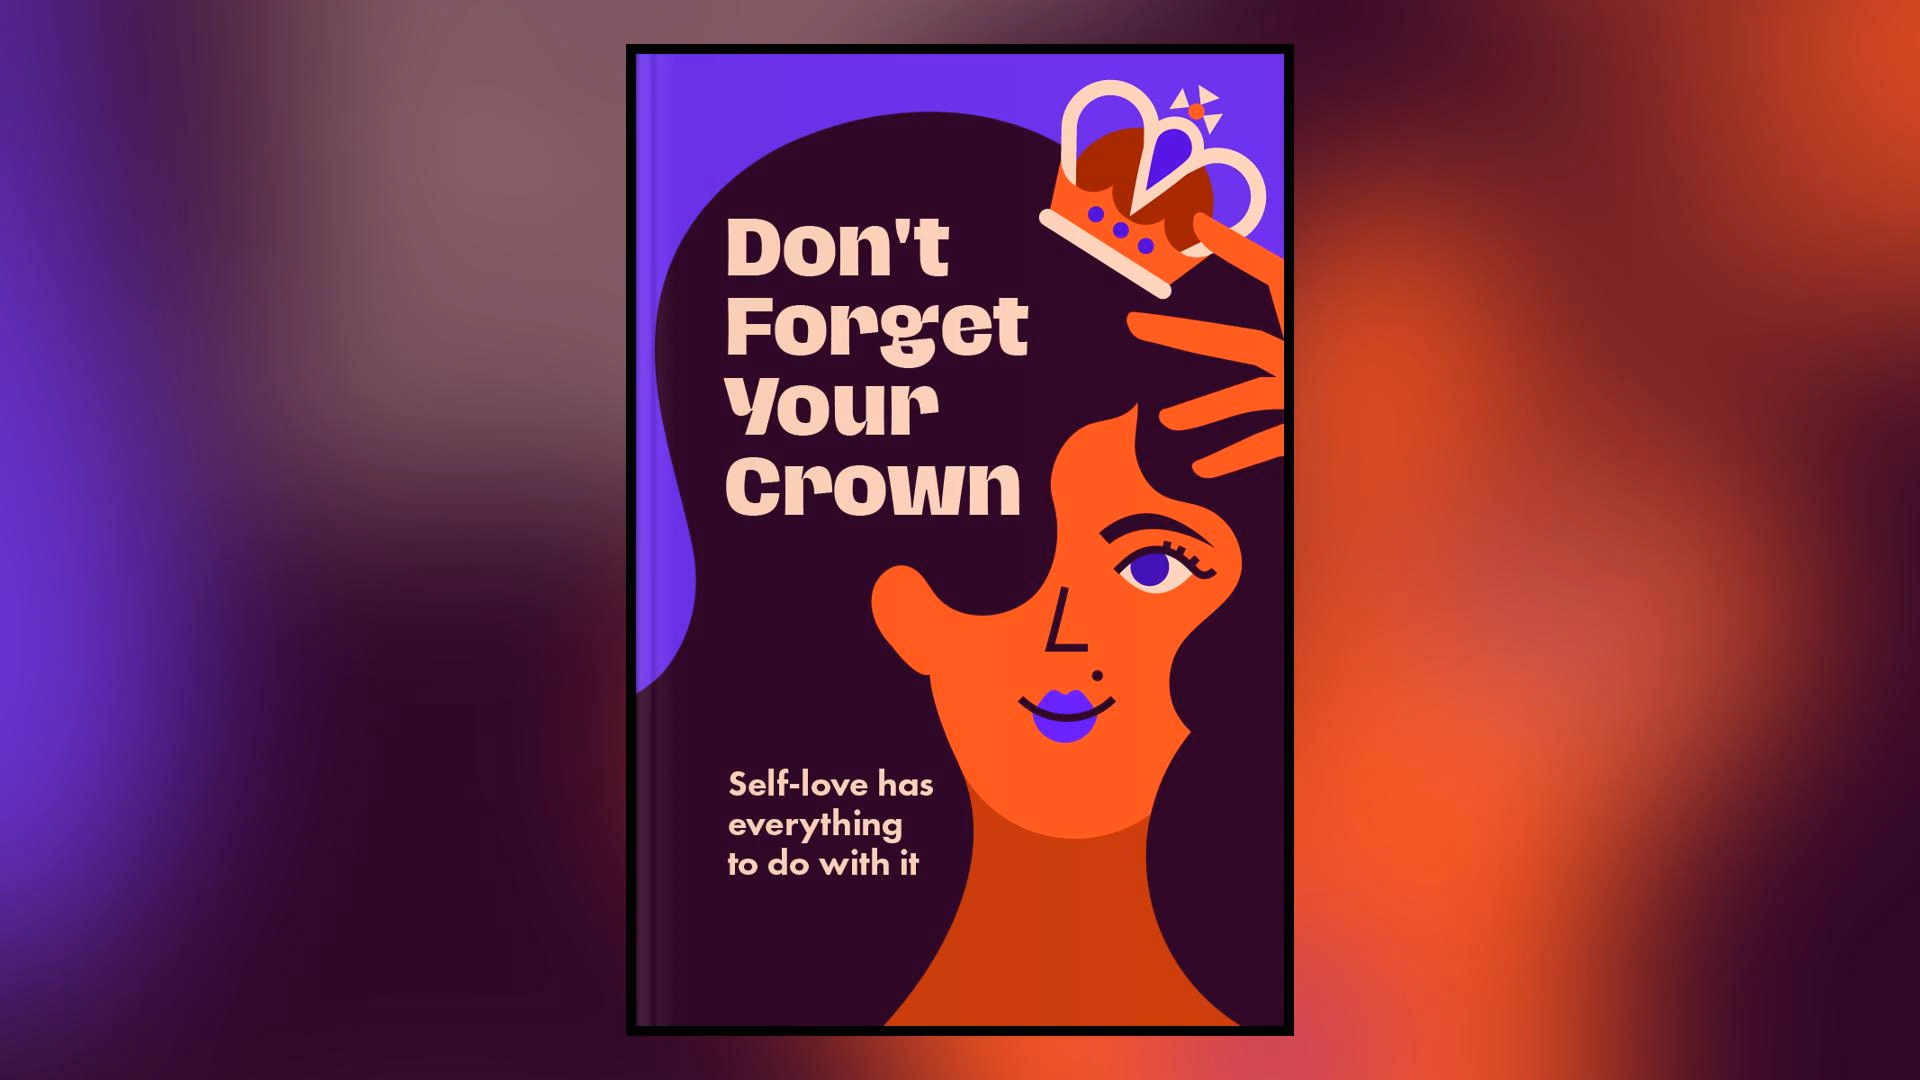 Don't
Forget
Your
Crown
Self-love has
everything
to do with it